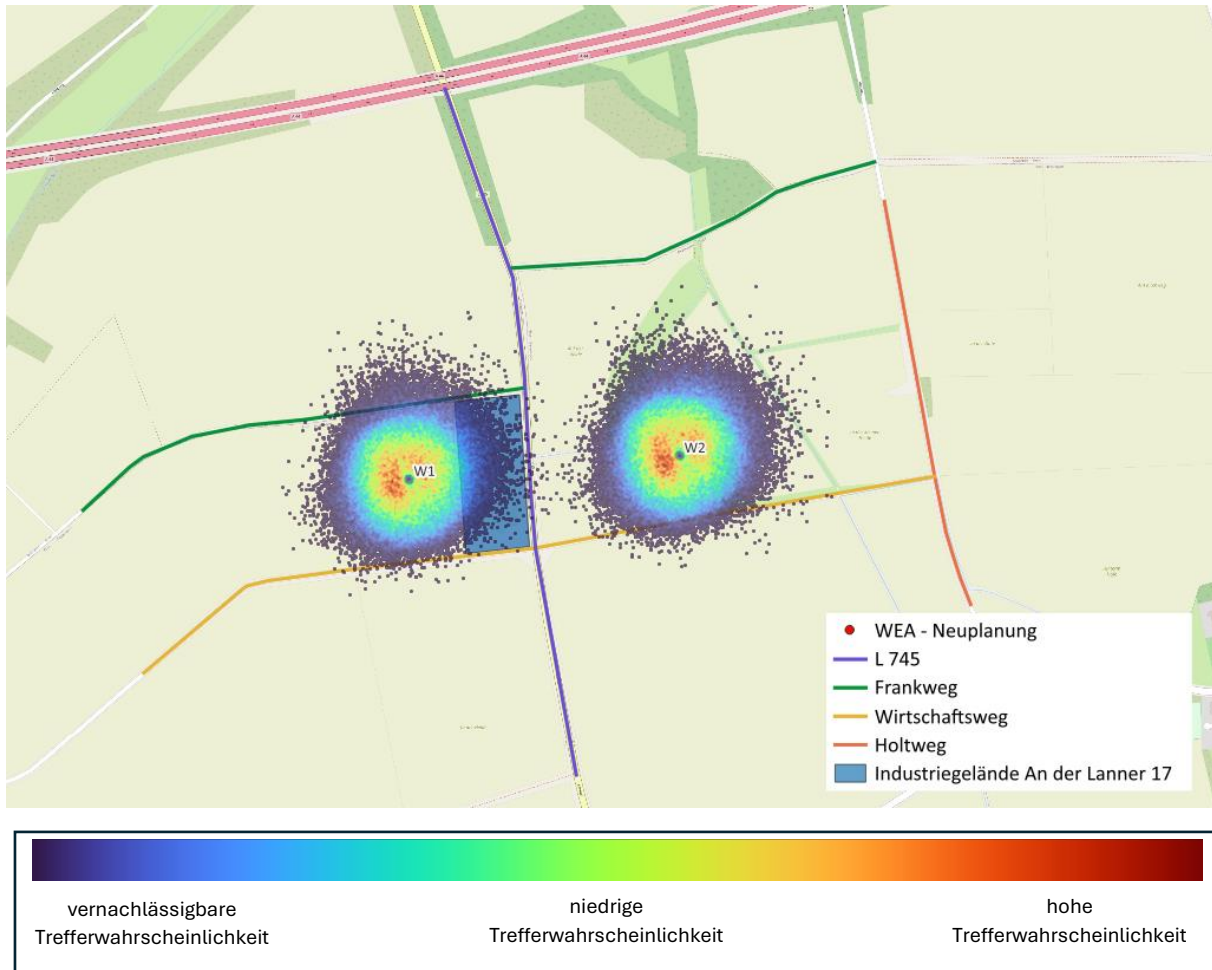 W1
W2
WEA - Neuplanung
L 745
Frankweg
Wirtschaftsweg
Holtweg
Industriegelände An der Lanner 17
vernachlässigbare niedrige hohe
Trefferwahrscheinlichkeit Trefferwahrscheinlichkeit Trefferwahrscheinlichkeit